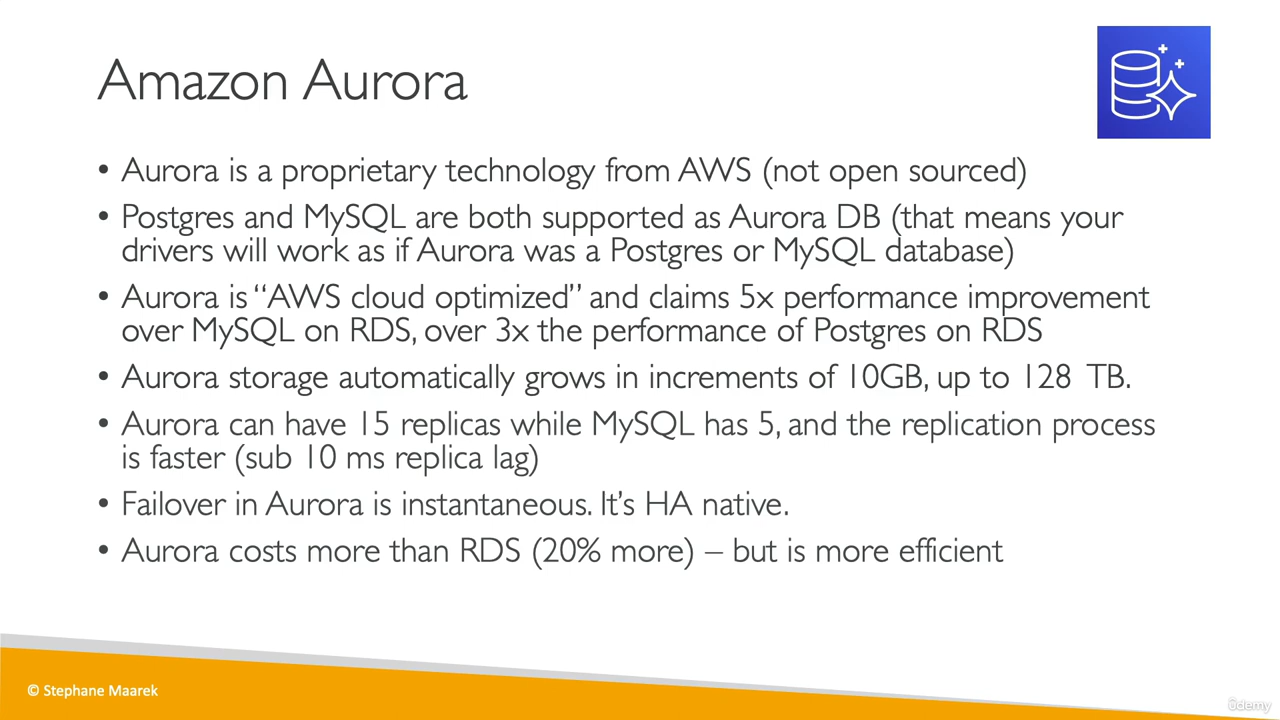 Amazon Aurora
• Aurora is a proprietary technology from AWS (not open sourced)
• Postgres and MySQL are both supported as Aurora DB (that means your
drivers will work as if Aurora was a Postgres or MySQL database)
• Aurora is “AWS cloud optimized” and claims 5x performance improvement
over MySQL on RDS, over 3x the performance of Postgres on RDS
• Aurora storage automatically grows in increments of 10GB, up to 128 TB.
• Aurora can have 15 replicas while MySQL has 5, and the replication process
is faster (sub 10 ms replica lag)
• Failover in Aurora is instantaneous. It’s HA native.
• Aurora costs more than RDS (20% more) – but is more efficient
© Stephane Maarek
ûdemy